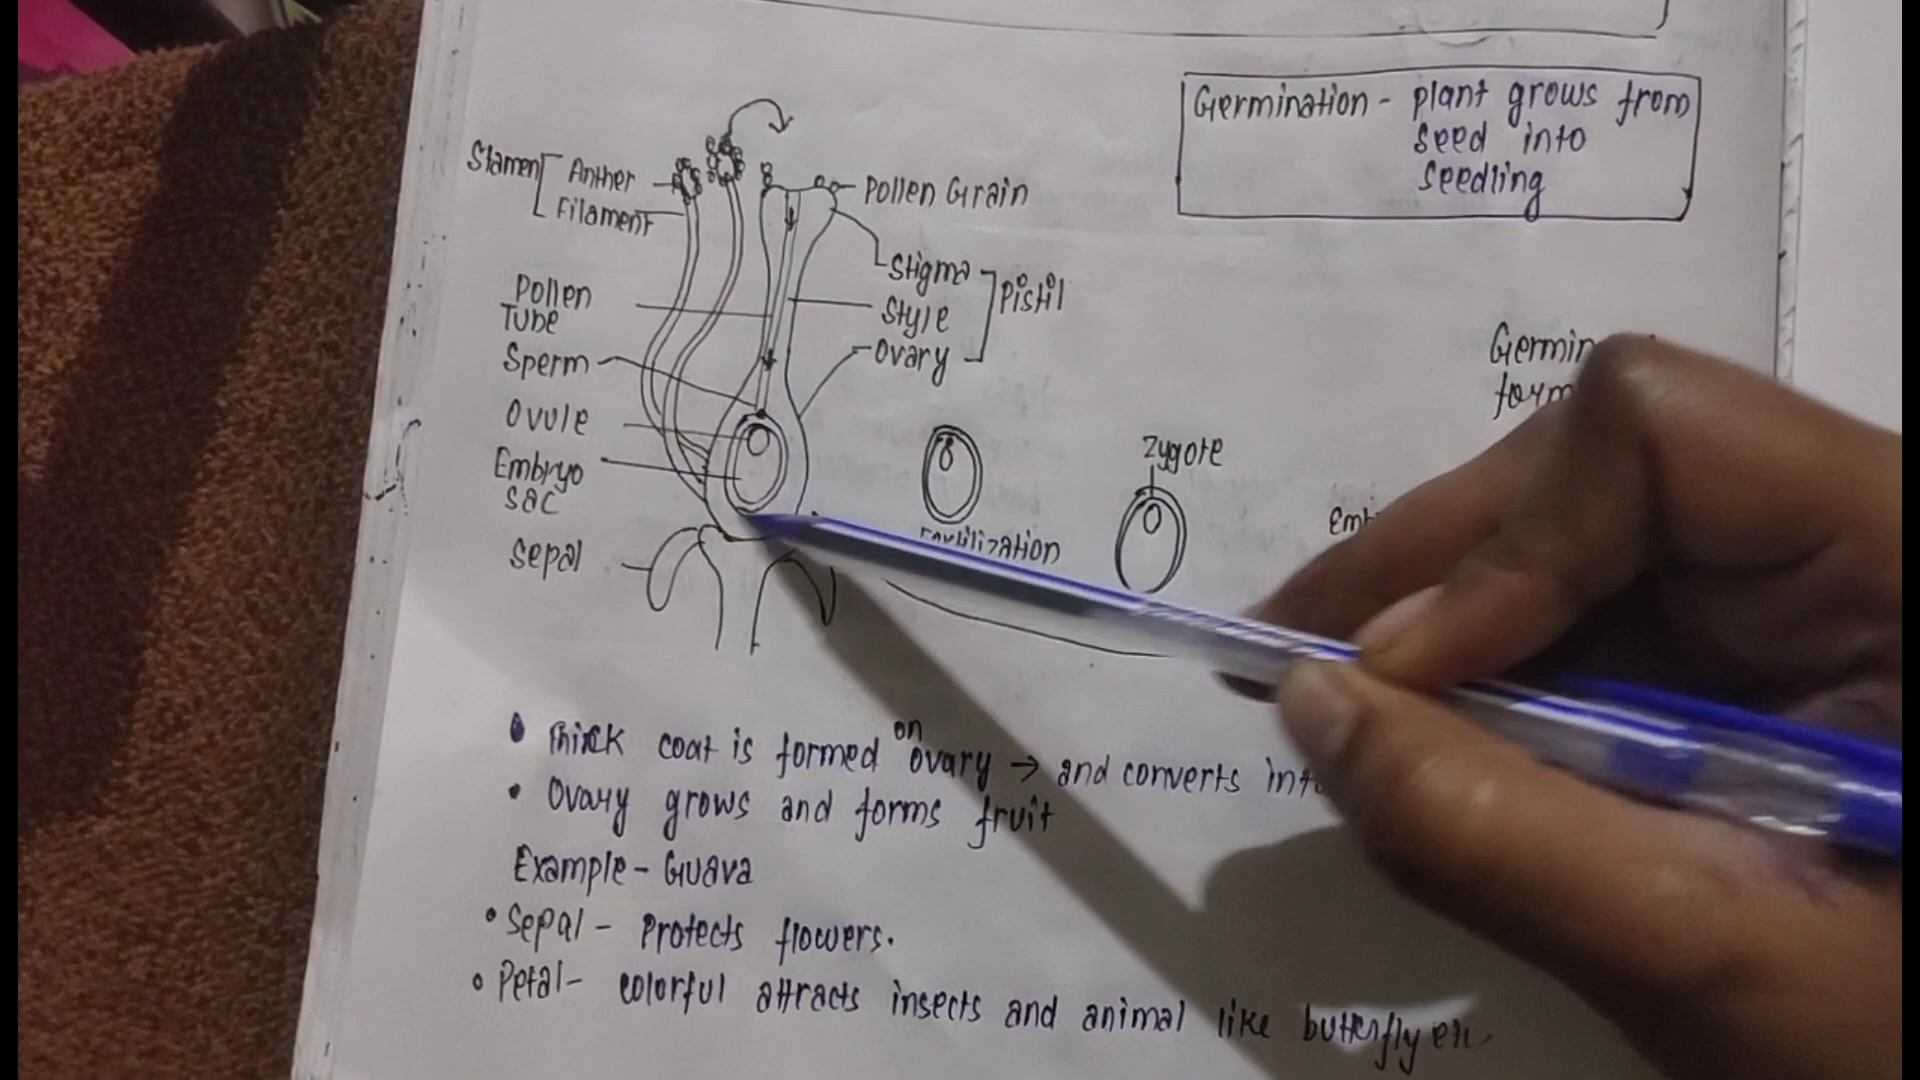 Germination - plant grows from
seed into
seedling
Stamen
Anther
Filament
Pollen Grain
Stigma
Style
Ovary
Pistil
Pollen
Tube
Sperm
Ovule
Embryo
sac
Sepal
Fertilization
Zygote
• Thick coat is formed on ovary → and converts
• Ovary grows and forms fruit
Example - Guava
• Sepal - Protects flowers.
• Petal - colorful attracts insects and animal like butterfly